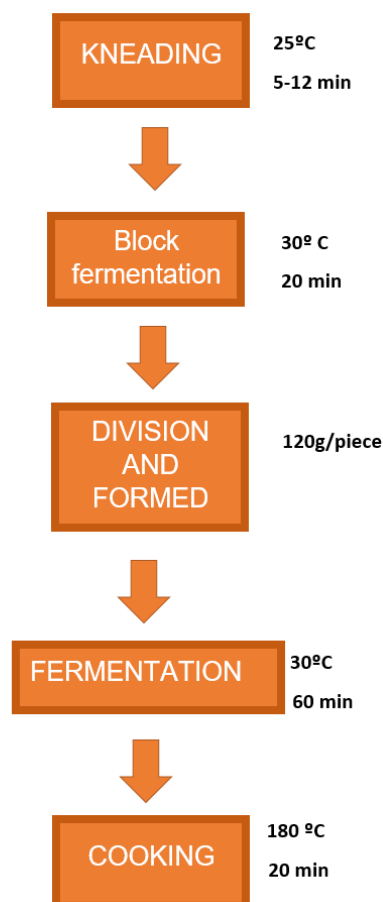 KNEADING
25ºC
5-12 min
Block
fermentation
30º C
20 min
DIVISION
AND
FORMED
120g/piece
FERMENTATION
30ºC
60 min
COOKING
180 ºC
20 min